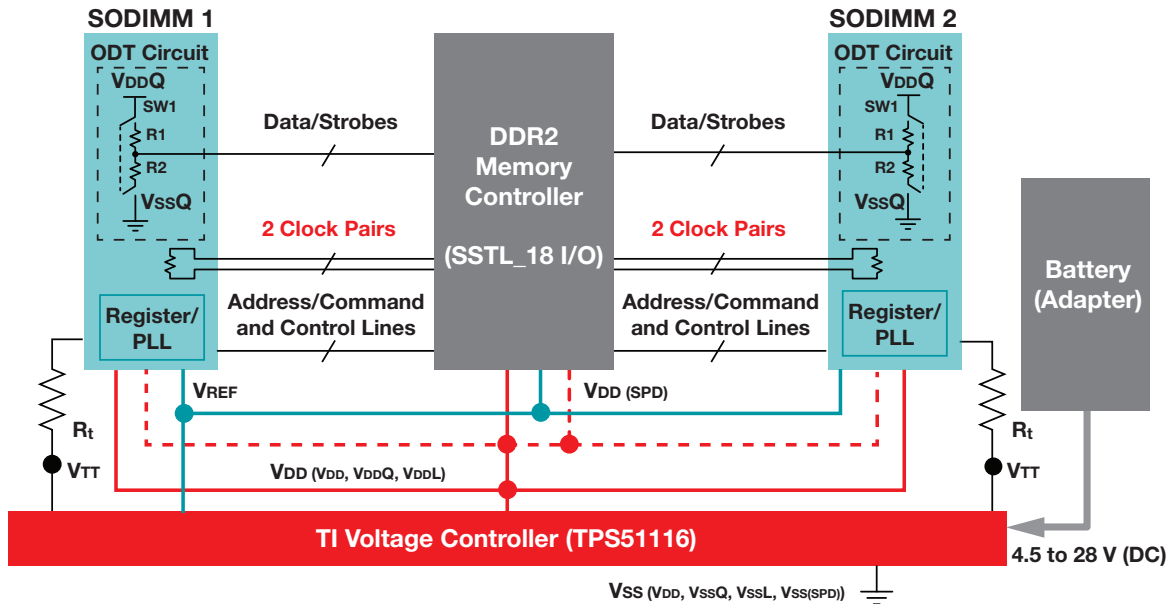 SODIMM 1
ODT Circuit
VDDQ
SW1
R1
R2
VSSQ
Register/
PLL
Data/Strobes
2 Clock Pairs
Address/Command
and Control Lines
DDR2
Memory
Controller
(SSTL_18 I/O)
Data/Strobes
2 Clock Pairs
Address/Command
and Control Lines
SODIMM 2
ODT Circuit
VDDQ
SW1
R1
R2
VSSQ
Register/
PLL
Battery
(Adapter)
VREF
VDD (SPD)
Rt
VTT
VDD (VDD, VDDQ, VDDL)
Rt
VTT
TI Voltage Controller (TPS51116)
4.5 to 28 V (DC)
VSS (VDD, VSSQ, VSSL, VSS(SPD))